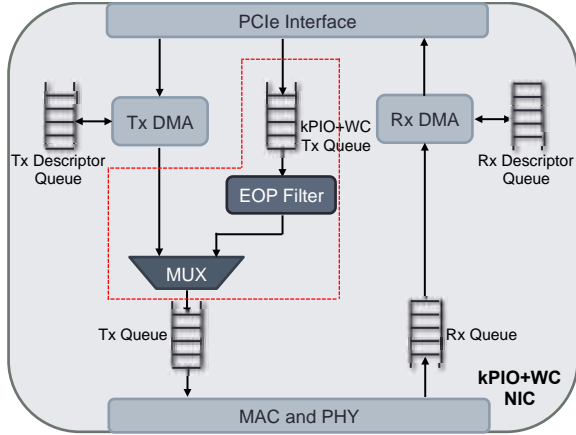 PCIe Interface
Tx DMA
kPIO+WC
Tx Queue
Rx DMA
Tx Descriptor
Queue
Rx Descriptor
Queue
EOP Filter
MUX
Tx Queue
Rx Queue
kPIO+WC
NIC
MAC and PHY